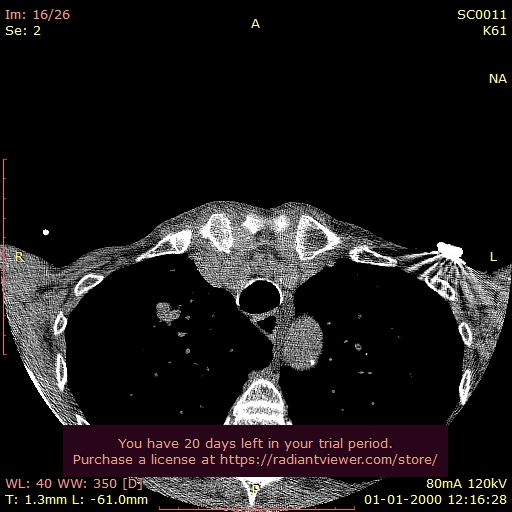 Im: 16/26
Se: 2
A
SC0011
K61
NA
R
L
You have 20 days left in your trial period.
Purchase a license at https://radiantviewer.com/store/
WL: 40 WW: 350 [D]
T: 1.3mm L: -61.0mm
80mA 120kV
01-01-2000 12:16:28